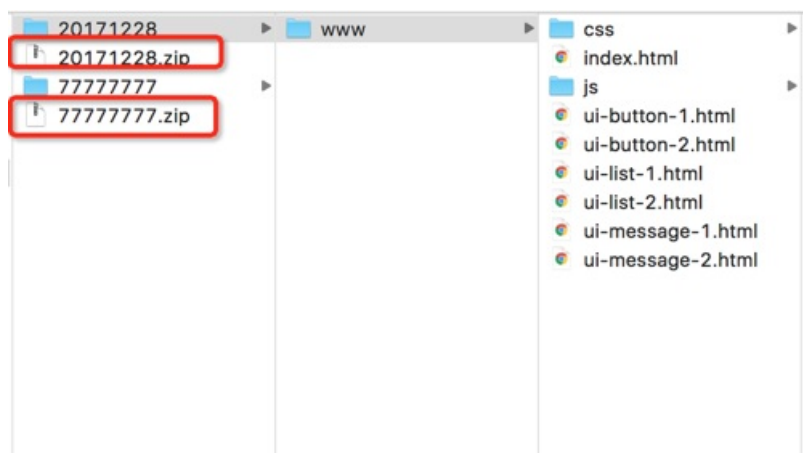 20171228
20171228.zip
77777777
77777777.zip
www
css
index.html
js
ui-button-1.html
ui-button-2.html
ui-list-1.html
ui-list-2.html
ui-message-1.html
ui-message-2.html